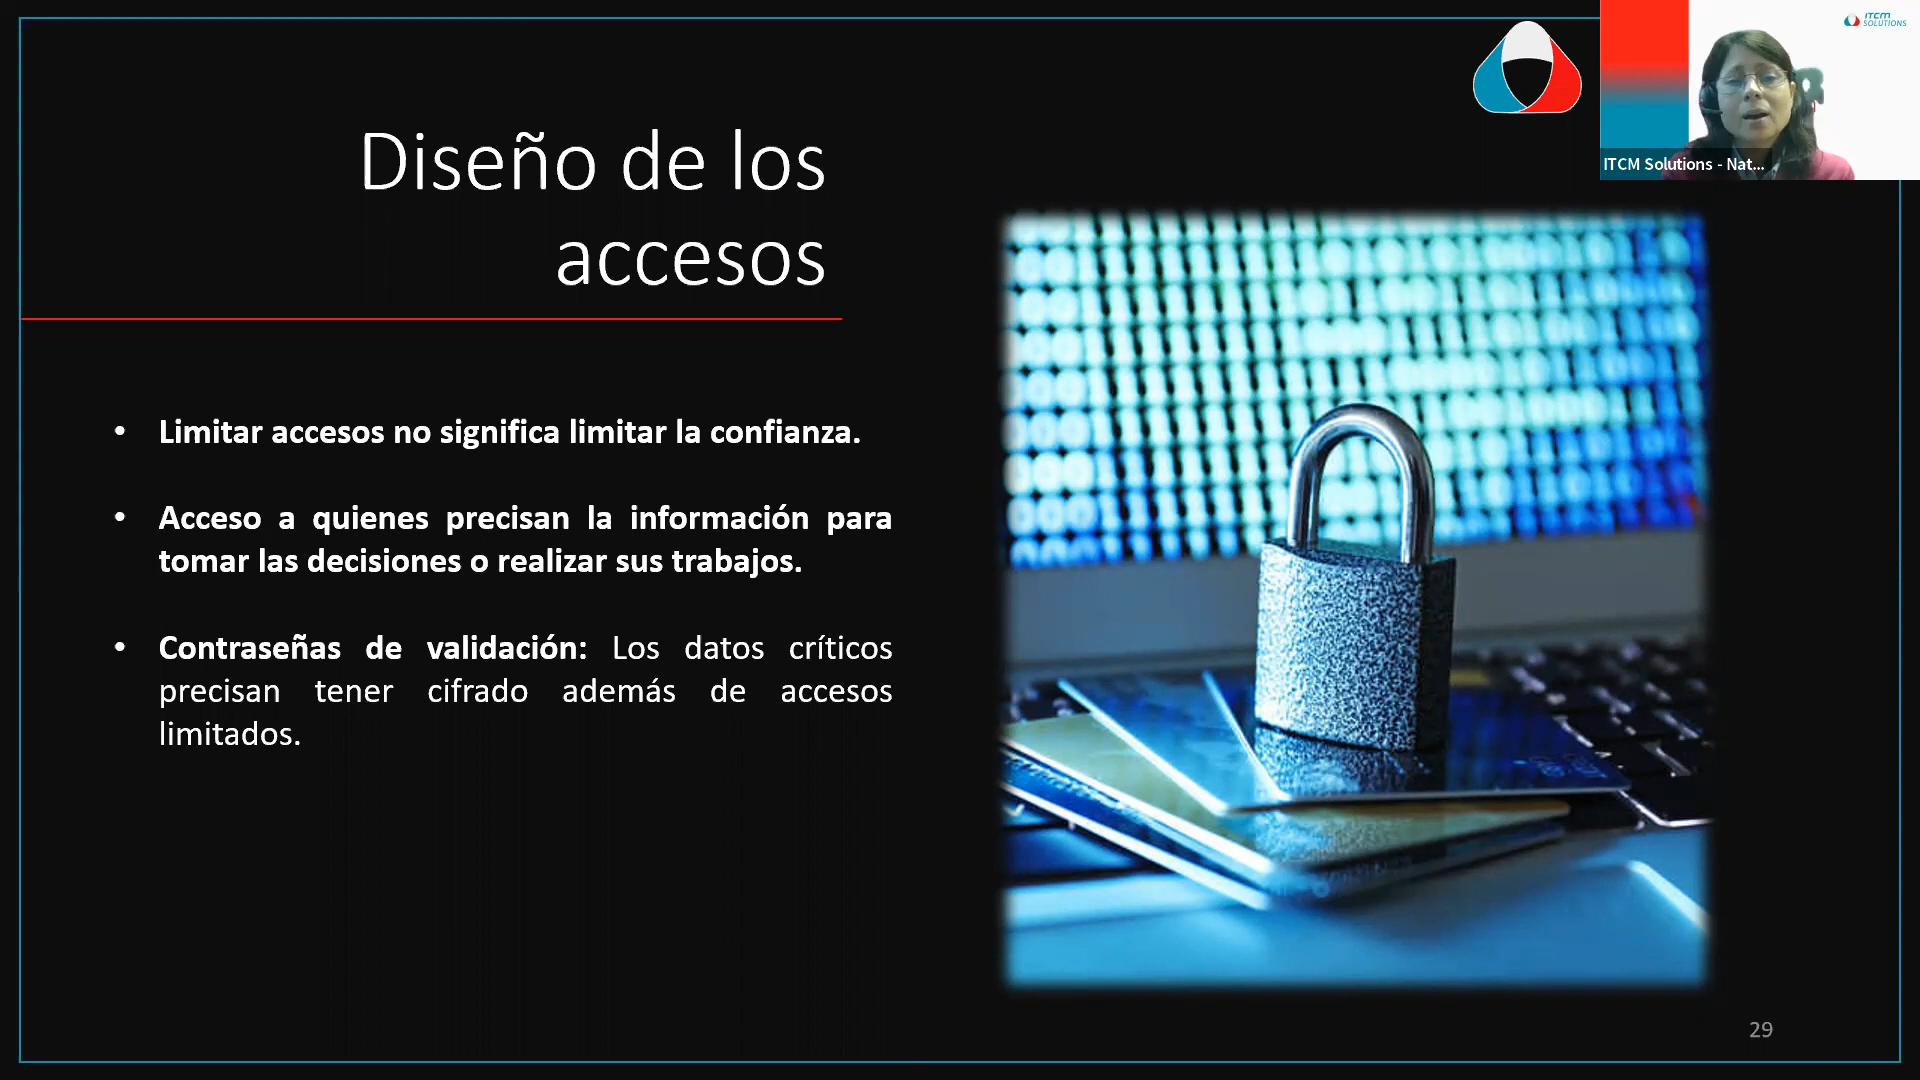 ITCM
SOLUTIONS
ITCM Solutions - Nat...
Diseño de los
accesos
• Limitar accesos no significa limitar la confianza.
• Acceso a quienes precisan la información para
tomar las decisiones o realizar sus trabajos.
• Contraseñas de validación: Los datos críticos
precisan tener cifrado además de accesos
limitados.
29